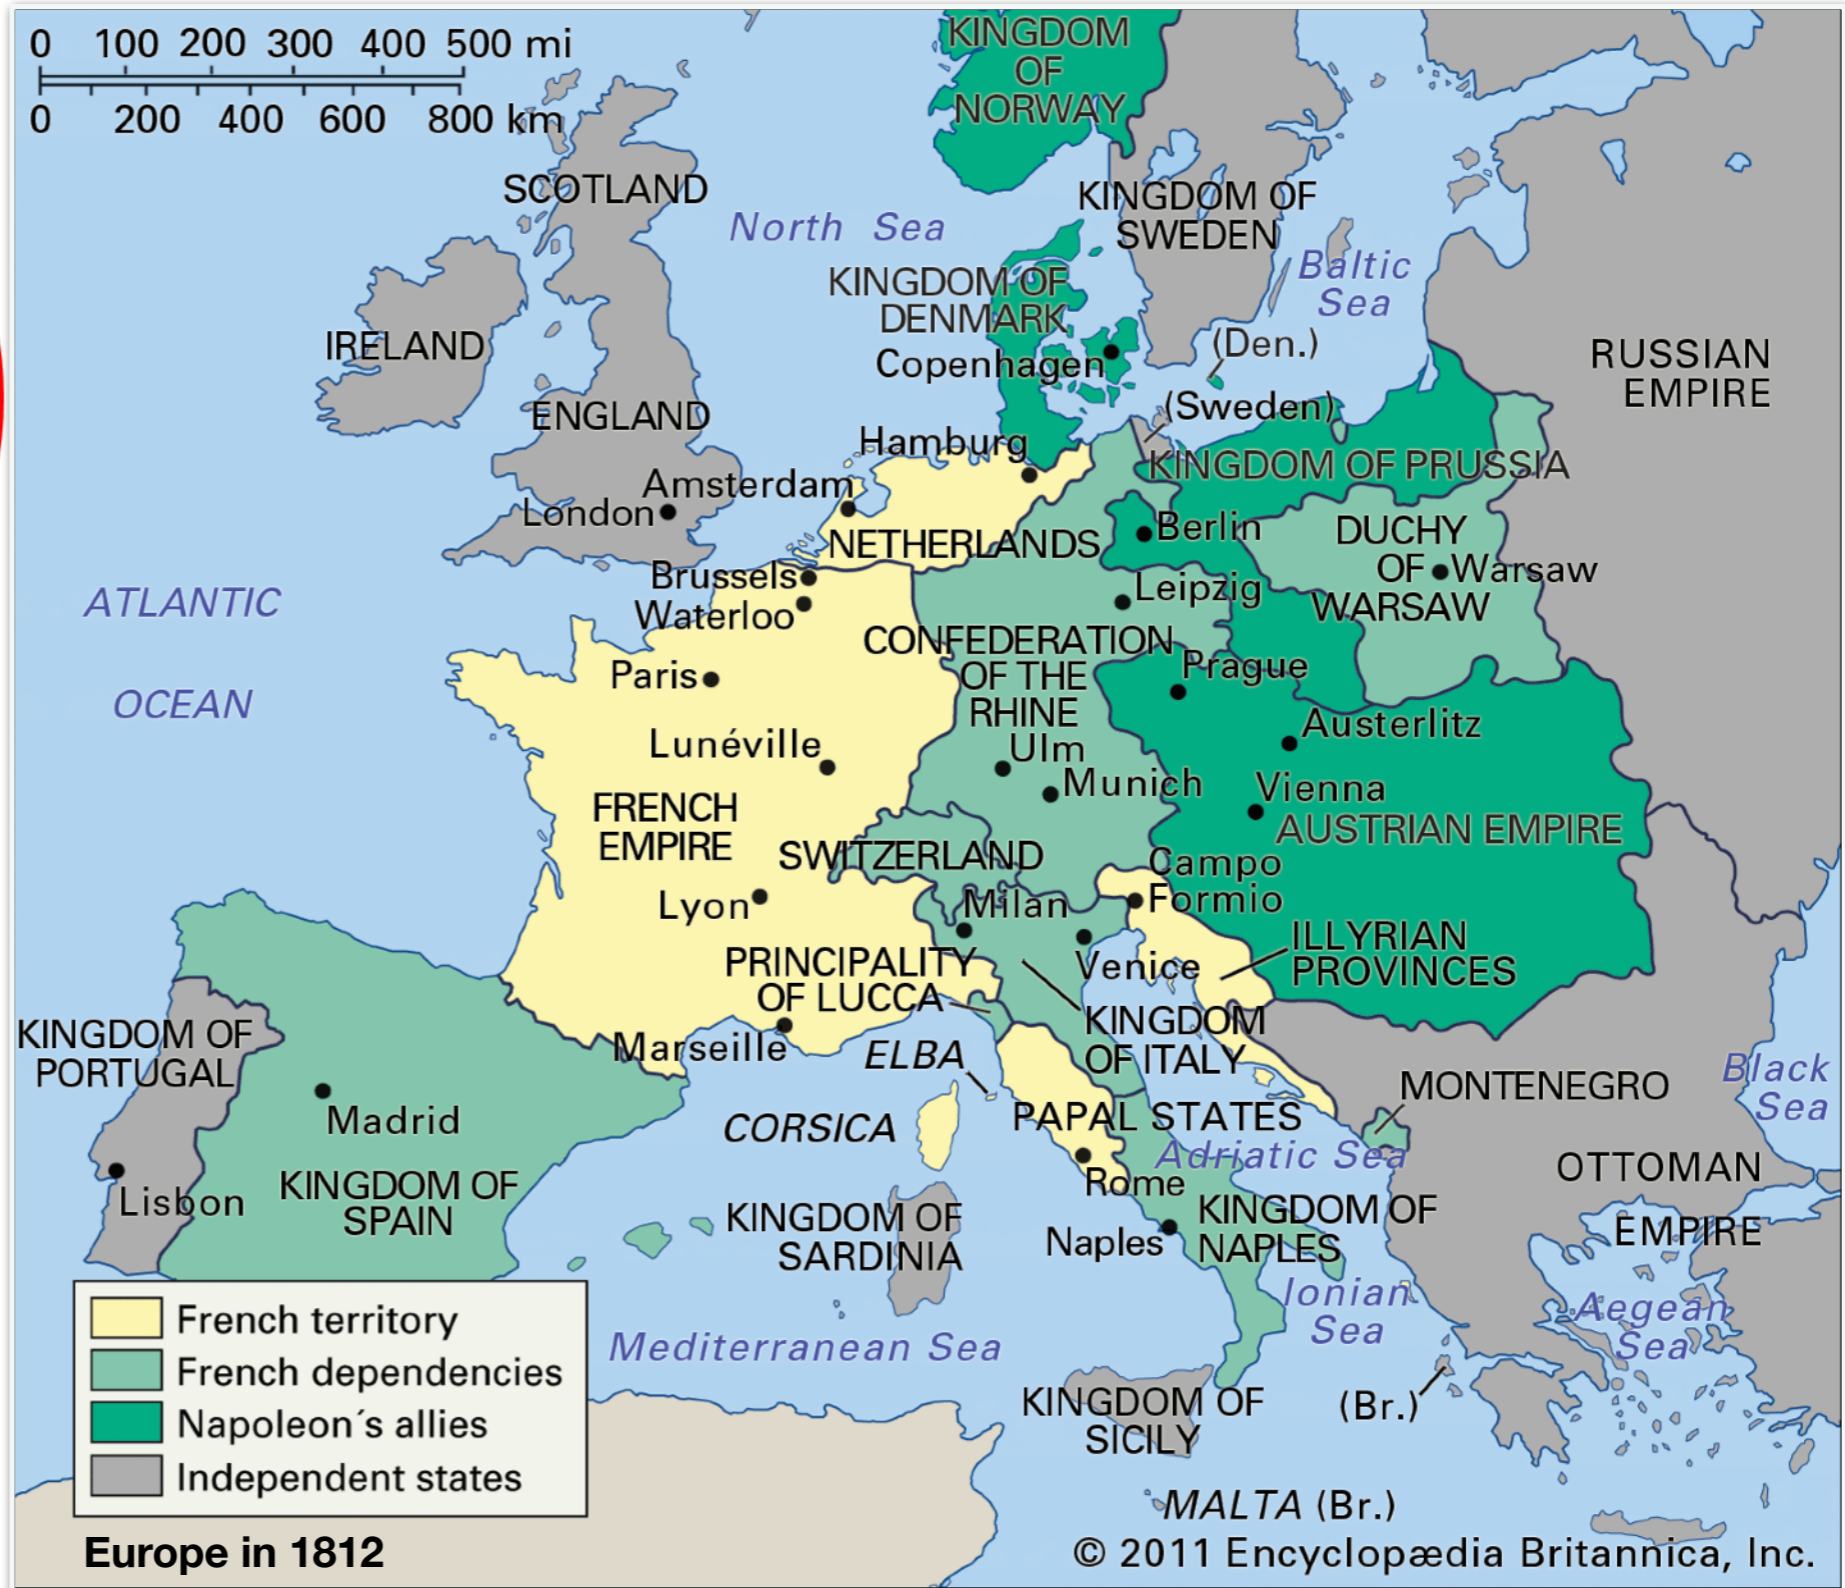 0 100 200 300 400 500 mi
0 200 400 600 800 km
KINGDOM
OF
NORWAY
SCOTLAND
North Sea
KINGDOM OF
SWEDEN
Baltic
Sea
KINGDOM OF
DENMARK
Copenhagen
(Den.)
IRELAND
RUSSIAN
EMPIRE
ENGLAND
(Sweden)
Hamburg
KINGDOM OF PRUSSIA
Amsterdam
London
Berlin
DUCHY
OF
WARSAW
Warsaw
NETHERLANDS
Brussels
Waterloo
Leipzig
ATLANTIC
OCEAN
CONFEDERATION
OF THE
RHINE
Paris
Prague
Austerlitz
Lunéville
Ulm
Munich
Vienna
AUSTRIAN EMPIRE
FRENCH
EMPIRE
SWITZERLAND
Campo
Formio
Lyon
Milan
ILLYRIAN
PROVINCES
PRINCIPALITY
OF LUCCA
Venice
KINGDOM OF
PORTUGAL
Marseille
ELBA
KINGDOM
OF ITALY
Black
Sea
MONTENEGRO
Madrid
CORSICA
PAPAL STATES
Adriatic Sea
OTTOMAN
EMPIRE
Lisbon
KINGDOM OF
SPAIN
Rome
KINGDOM OF
SARDINIA
Naples
KINGDOM OF
NAPLES
Ionian
Sea
Aegean
Sea
French territory
French dependencies
Napoleon´s allies
Independent states
Mediterranean Sea
KINGDOM OF
SICILY
(Br.)
MALTA (Br.)
Europe in 1812
© 2011 Encyclopædia Britannica, Inc.